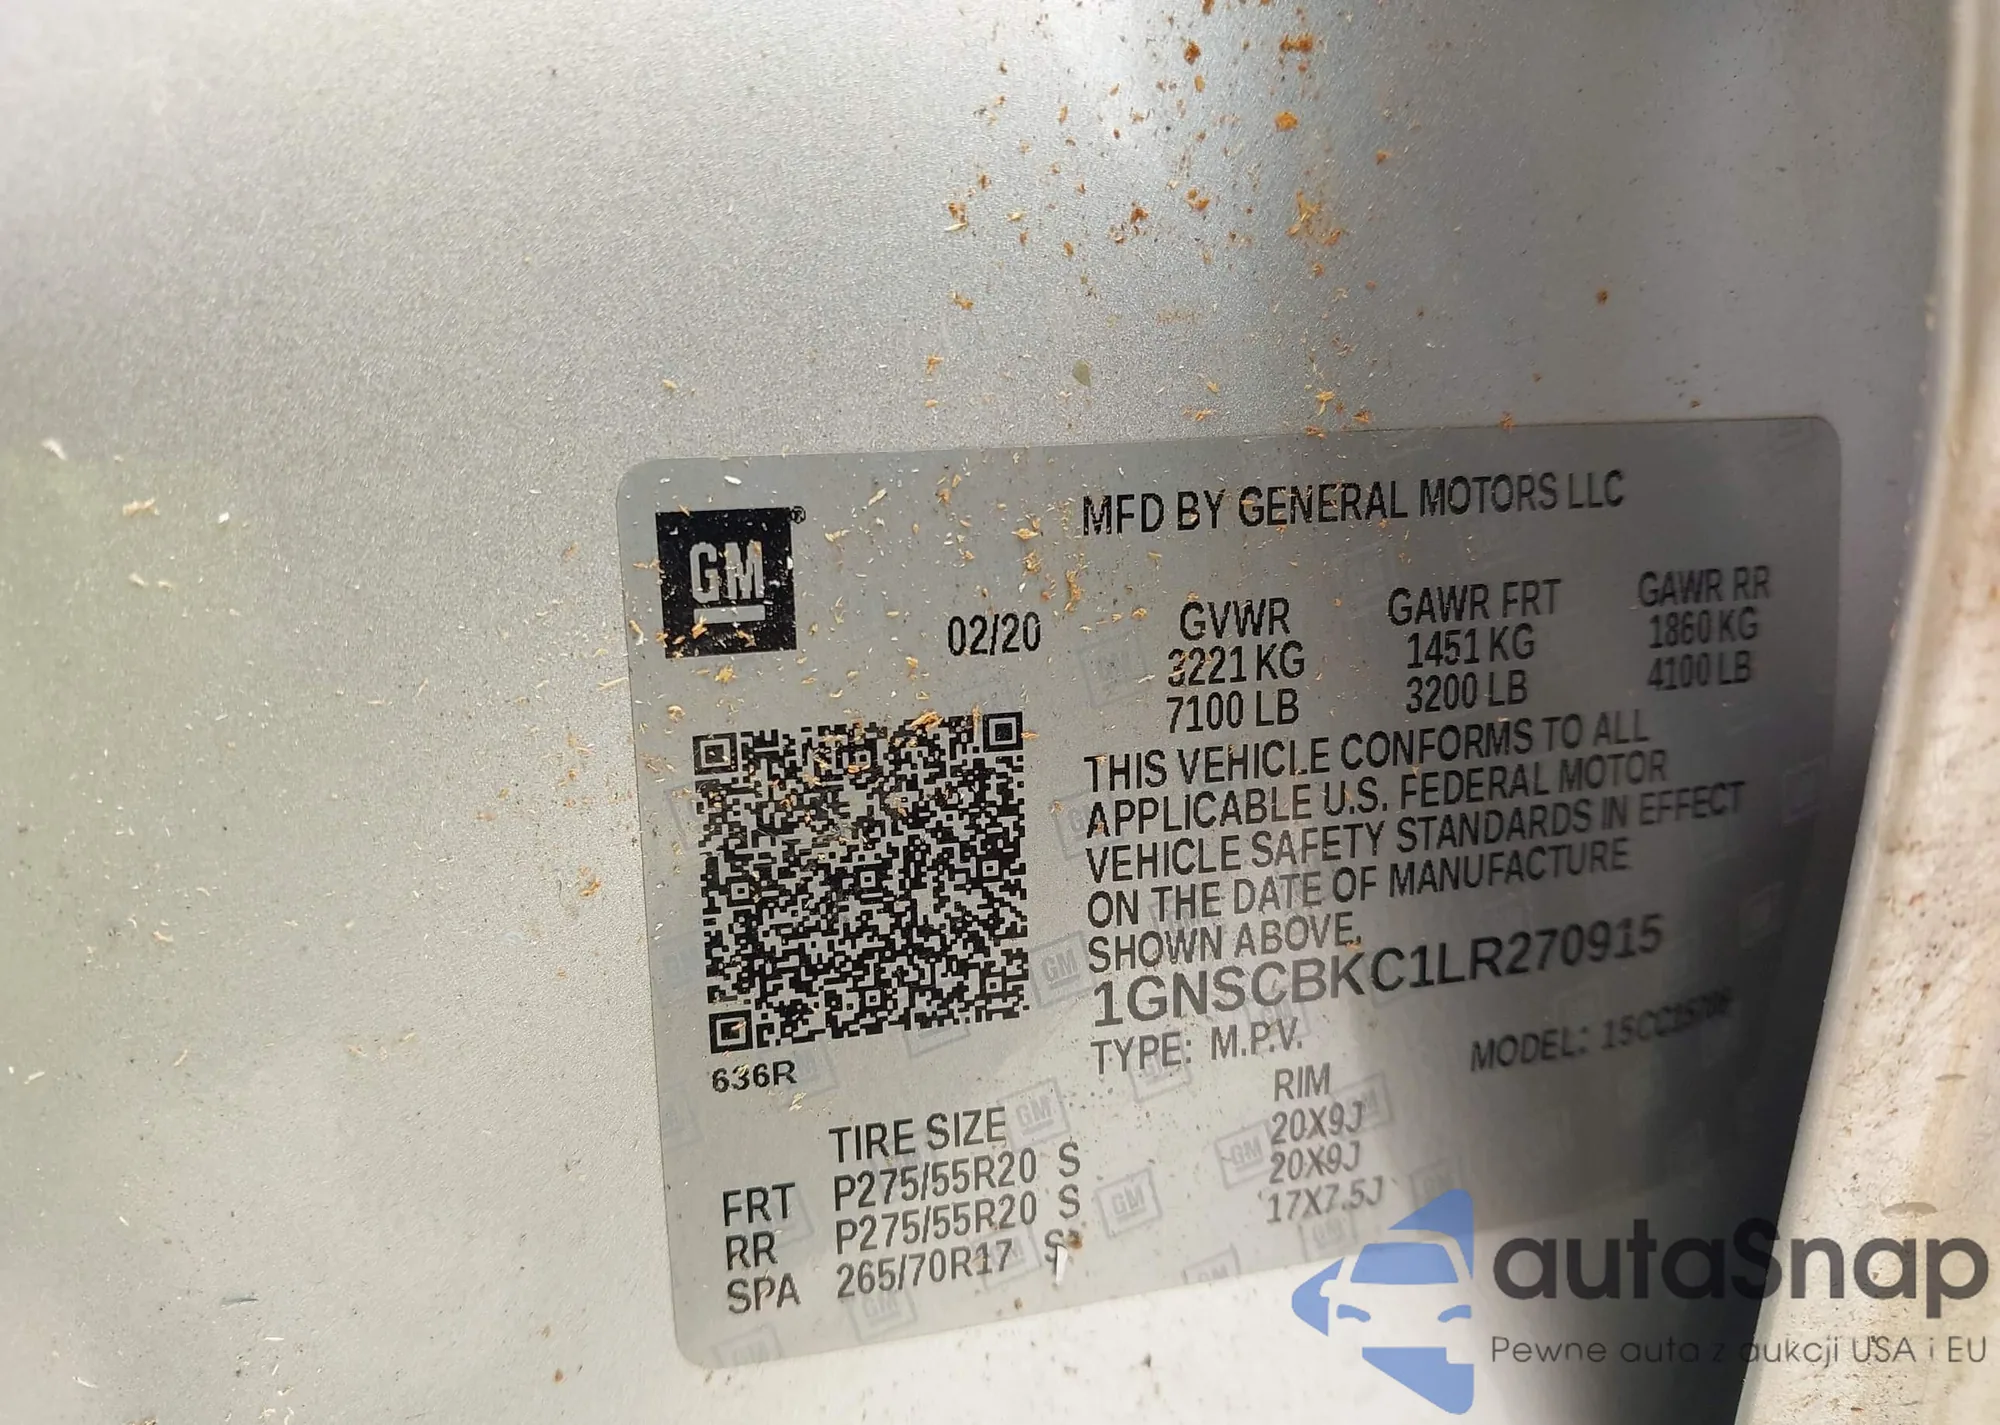 MFD BY GENERAL MOTORS LLC
GM®
02/20
GVWR GAWR FRT GAWR RR
3221 KG 1451 KG 1860 KG
7100 LB 3200 LB 4100 LB
THIS VEHICLE CONFORMS TO ALL
APPLICABLE U.S. FEDERAL MOTOR
VEHICLE SAFETY STANDARDS IN EFFECT
ON THE DATE OF MANUFACTURE
SHOWN ABOVE.
1GNSCBKC1LR270915
TYPE: M.P.V. MODEL: 15CC15706
636R
TIRE SIZE RIM
FRT P275/55R20 S 20X9J
RR P275/55R20 S 20X9J
SPA 265/70R17 S 17X7.5J
autaSnap
Pewne auta z aukcji USA i EU